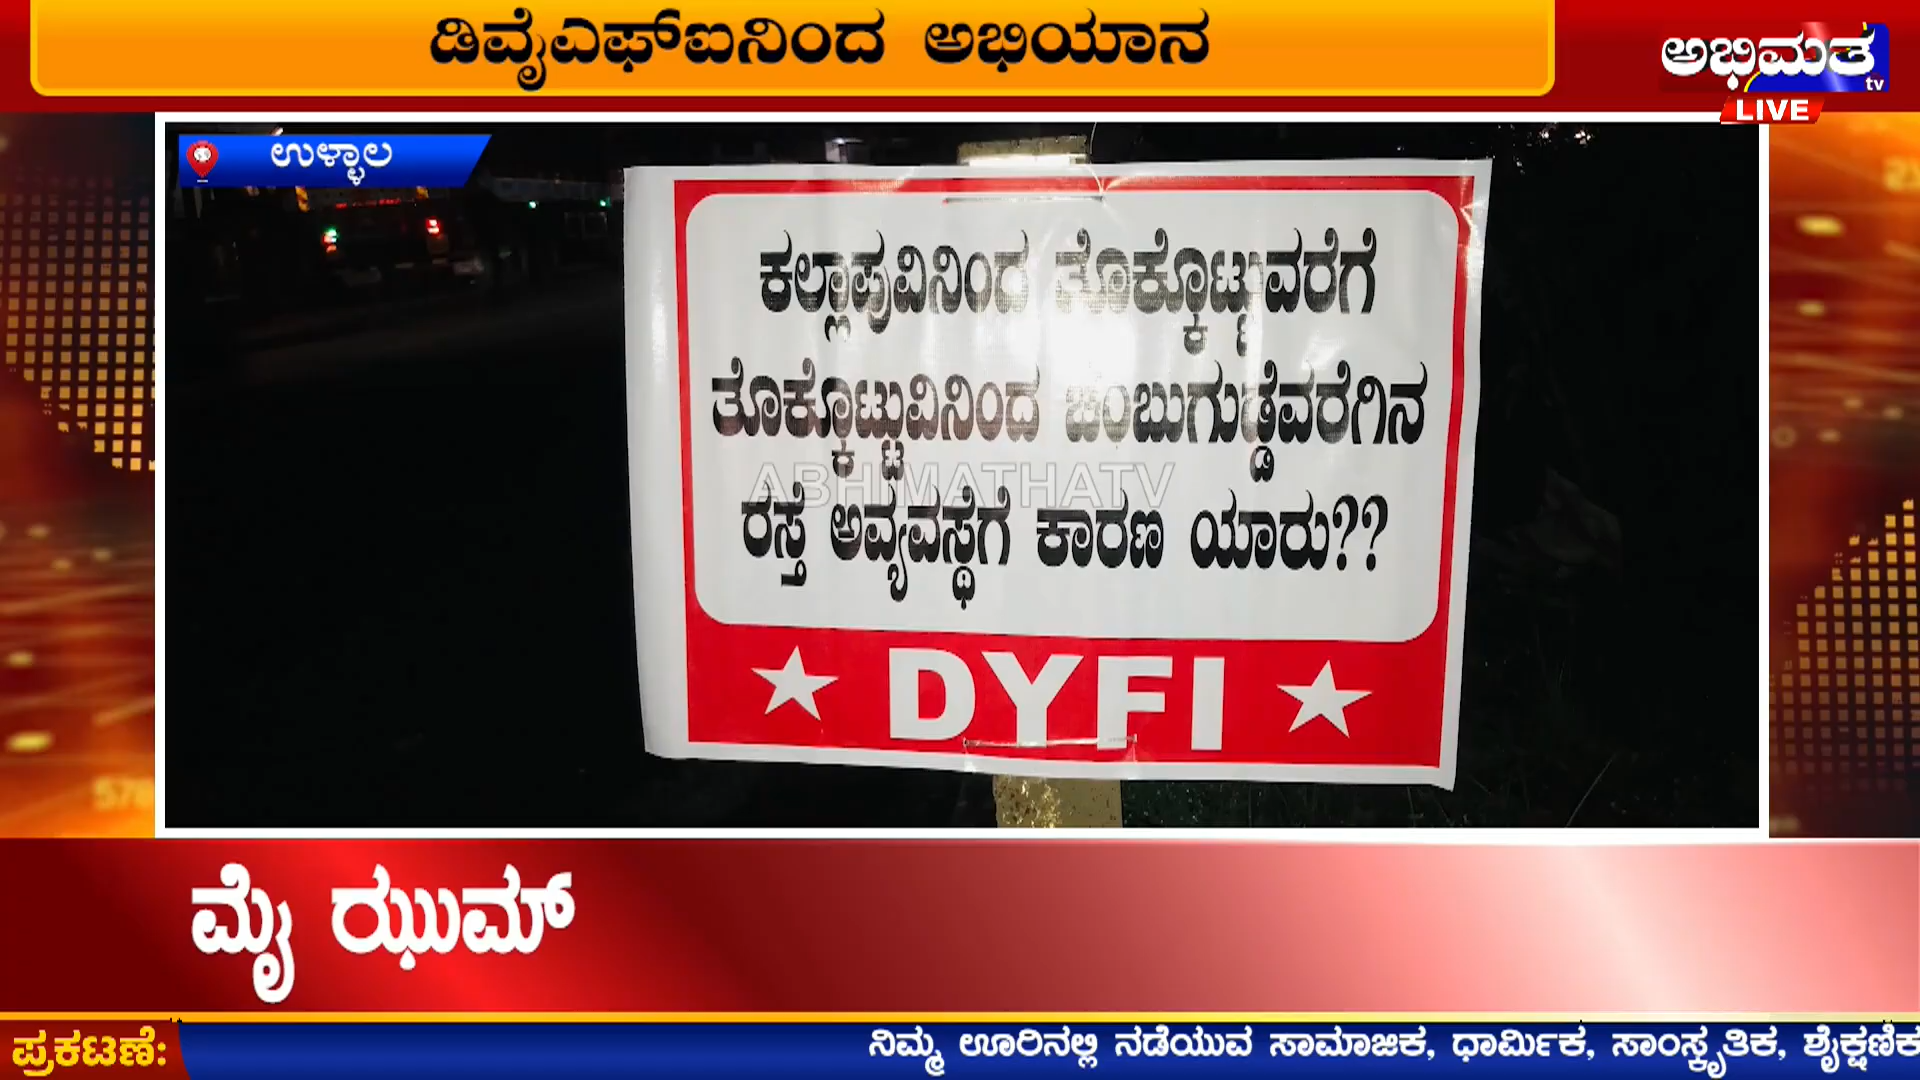 ಡಿವೈಎಫ್‌ಐನಿಂದ ಅಭಿಯಾನ
ಅಭಿಮತ
tv
LIVE
ಉಳ್ಳಾಲ
ಕಲ್ಲಾಪುವಿನಿಂದ ತೊಕ್ಕೊಟ್ಟುವರೆಗೆ
ತೊಕ್ಕೊಟ್ಟುವಿನಿಂದ ಚೆಂಬುಗುಡ್ಡೆವರೆಗಿನ
ABHIMATHATV
ರಸ್ತೆ ಅವ್ಯವಸ್ಥೆಗೆ ಕಾರಣ ಯಾರು??
★ DYFI ★
ಮೈ ಝುಮ್
ಪ್ರಕಟಣೆ: ನಿಮ್ಮ ಊರಿನಲ್ಲಿ ನಡೆಯುವ ಸಾಮಾಜಿಕ, ಧಾರ್ಮಿಕ, ಸಾಂಸ್ಕೃತಿಕ, ಶೈಕ್ಷಣಿಕ